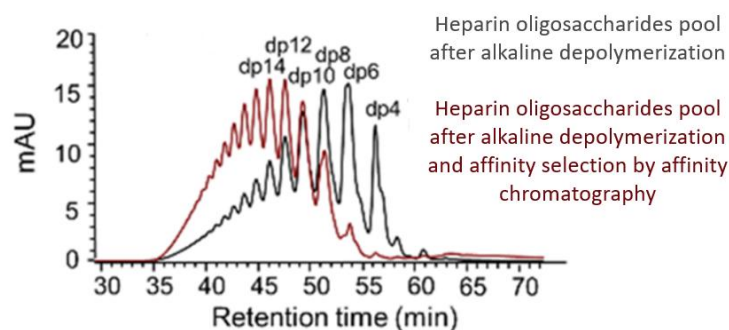 Heparin oligosaccharides pool
after alkaline depolymerization
Heparin oligosaccharides pool
after alkaline depolymerization
and affinity selection by affinity
chromatography
mAU
20
15
10
5
0
dp14
dp12
dp10
dp8
dp6
dp4
30 35 40 45 50 55 60 65 70
Retention time (min)